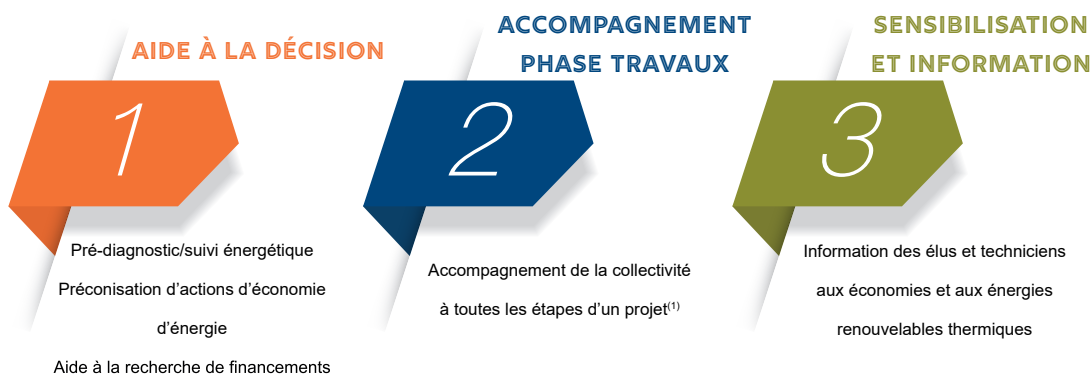 AIDE À LA DÉCISION
1
Pré-diagnostic/suivi énergétique
Préconisation d’actions d’économie
d’énergie
Aide à la recherche de financements
ACCOMPAGNEMENT
PHASE TRAVAUX
2
Accompagnement de la collectivité
à toutes les étapes d’un projet(1)
SENSIBILISATION
ET INFORMATION
3
Information des élus et techniciens
aux économies et aux énergies
renouvelables thermiques